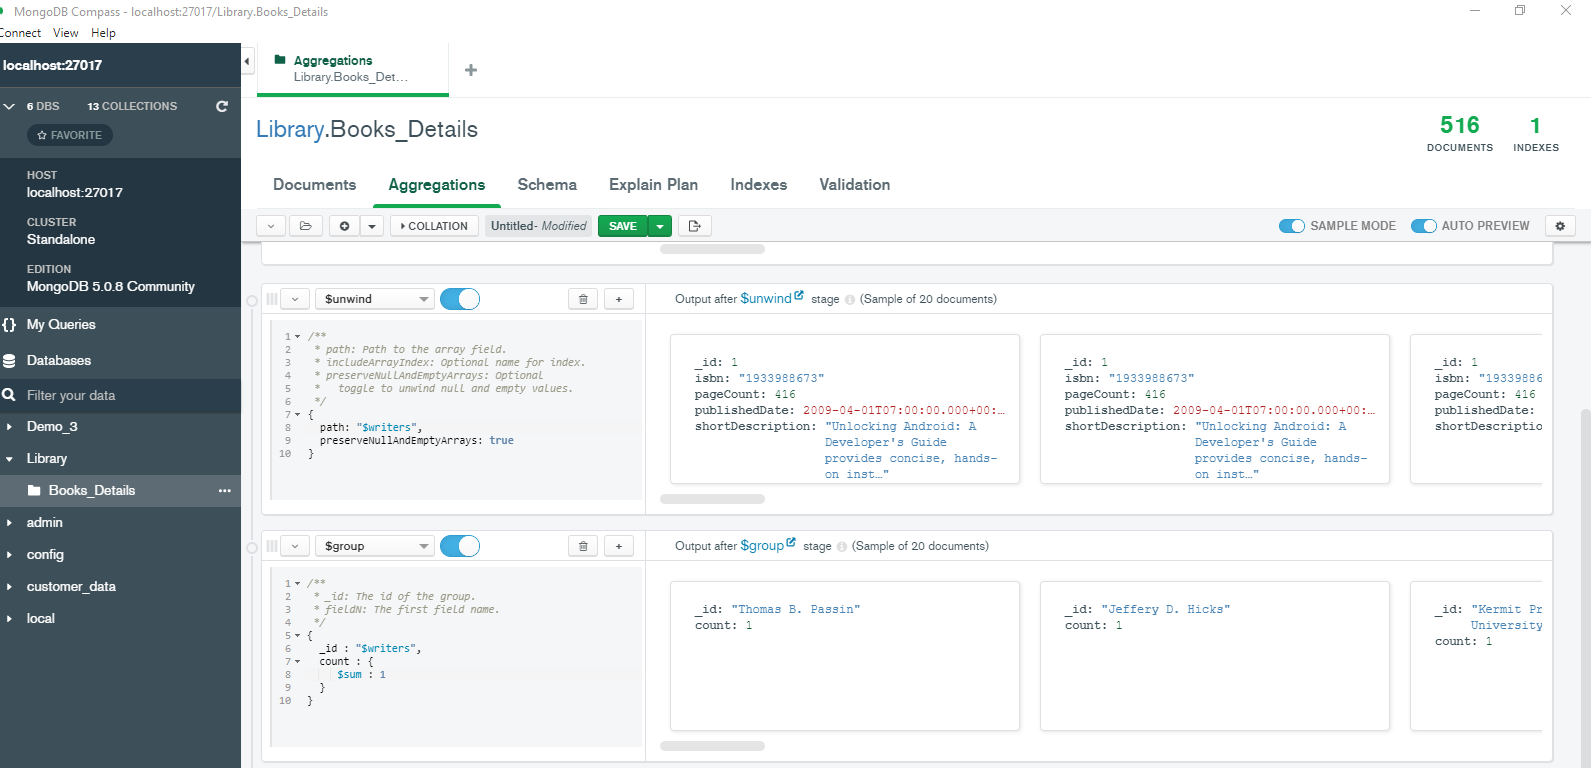 MongoDB Compass - localhost:27017/Library.Books_Details
Connect View Help
localhost:27017
6 DBS 13 COLLECTIONS
FAVORITE
HOST
localhost:27017
CLUSTER
Standalone
EDITION
MongoDB 5.0.8 Community
{} My Queries
Databases
Filter your data
Demo_3
Library
Books_Details ...
admin
config
customer_data
local
Aggregations
Library.Books_Det...
+
Library.Books_Details
516
DOCUMENTS
1
INDEXES
Documents Aggregations Schema Explain Plan Indexes Validation
COLLATION Untitled- Modified SAVE SAMPLE MODE AUTO PREVIEW
$unwind +
Output after $unwind stage (Sample of 20 documents)
1 /**
2 * path: Path to the array field.
3 * includeArrayIndex: Optional name for index.
4 * preserveNullAndEmptyArrays: Optional
5 * toggle to unwind null and empty values.
6 */
7 {
8 path: "$writers",
9 preserveNullAndEmptyArrays: true
10 }
_id: 1
isbn: "1933988673"
pageCount: 416
publishedDate: 2009-04-01T07:00:00.000+00:...
shortDescription: "Unlocking Android: A
Developer's Guide
provides concise, hands-
on inst..."
_id: 1
isbn: "1933988673"
pageCount: 416
publishedDate: 2009-04-01T07:00:00.000+00:...
shortDescription: "Unlocking Android: A
Developer's Guide
provides concise, hands-
on inst..."
_id: 1
isbn: "19339886
pageCount: 416
publishedDate:
shortDescriptio
$group +
Output after $group stage (Sample of 20 documents)
1 /**
2 * _id: The id of the group.
3 * fieldN: The first field name.
4 */
5 {
6 _id : "$writers",
7 count : {
8 $sum : 1
9 }
10 }
_id: "Thomas B. Passin"
count: 1
_id: "Jeffery D. Hicks"
count: 1
_id: "Kermit Pr
University
count: 1